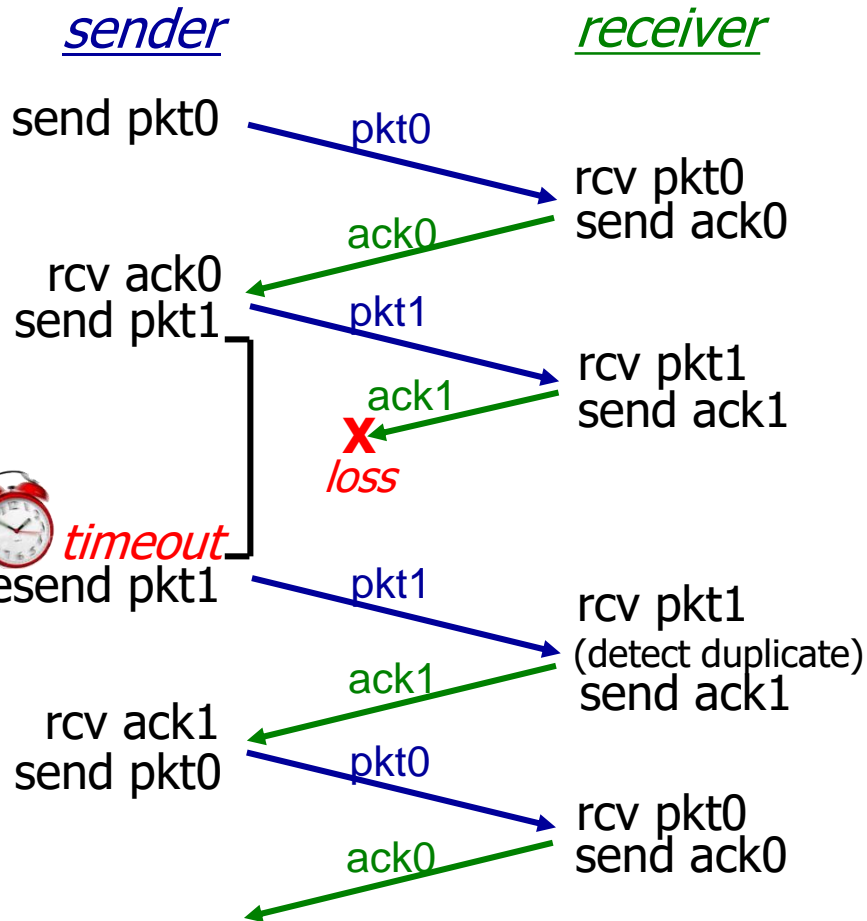 sender
receiver
send pkt0
pkt0
rcv pkt0
send ack0
ack0
rcv ack0
send pkt1
pkt1
rcv pkt1
send ack1
ack1
X
loss
timeout
esend pkt1
pkt1
rcv pkt1
(detect duplicate)
send ack1
ack1
rcv ack1
send pkt0
pkt0
rcv pkt0
send ack0
ack0